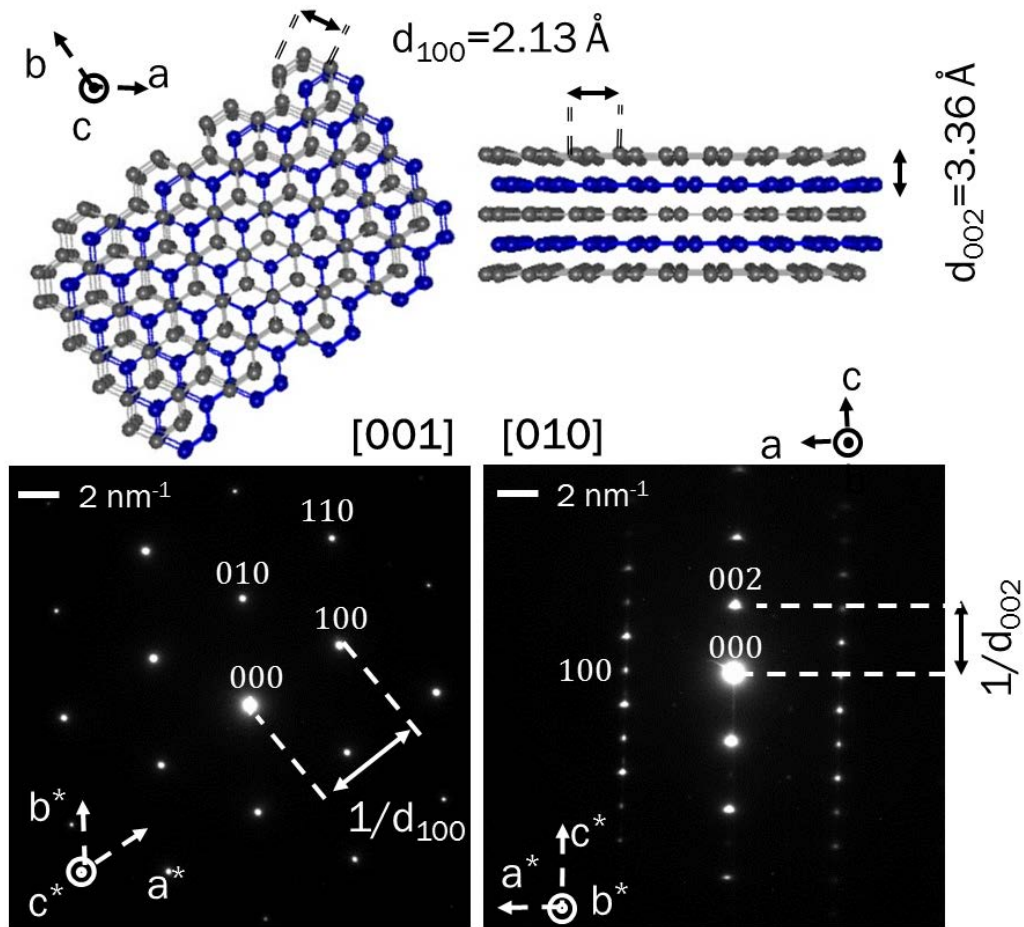 d₁₀₀=2.13 Å
b
a
c
d₀₀₂=3.36 Å
[001]
[010]
c
a
2 nm⁻¹
110
010
100
000
1/d₁₀₀
b*
a*
c*
2 nm⁻¹
002
000
100
1/d₀₀₂
c*
a*
b*